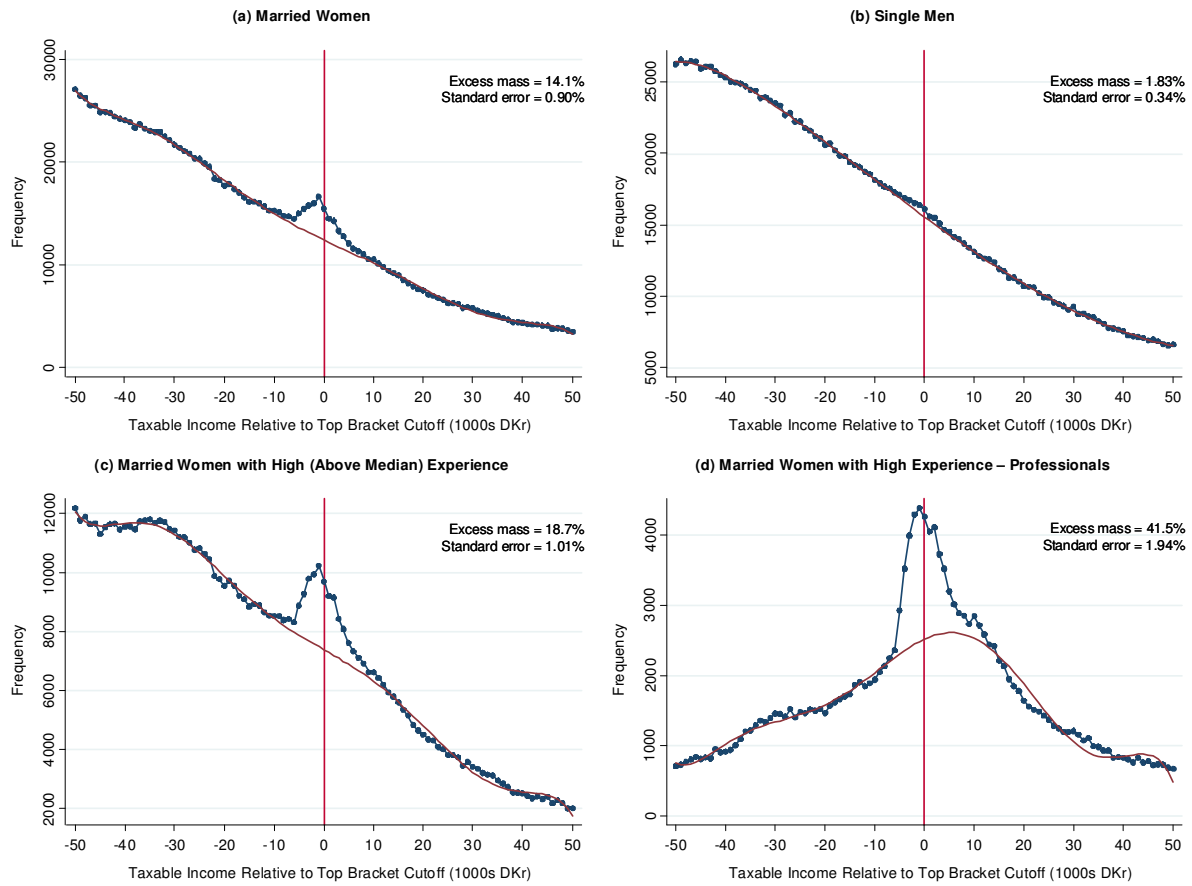 (a) Married Women
Excess mass = 14.1%
Standard error = 0.90%
Frequency
30000
20000
10000
0
-50 -40 -30 -20 -10 0 10 20 30 40 50
Taxable Income Relative to Top Bracket Cutoff (1000s DKr)
(b) Single Men
Excess mass = 1.83%
Standard error = 0.34%
Frequency
25000
20000
15000
10000
5000
-50 -40 -30 -20 -10 0 10 20 30 40 50
Taxable Income Relative to Top Bracket Cutoff (1000s DKr)
(c) Married Women with High (Above Median) Experience
Excess mass = 18.7%
Standard error = 1.01%
Frequency
12000
10000
8000
6000
4000
2000
-50 -40 -30 -20 -10 0 10 20 30 40 50
Taxable Income Relative to Top Bracket Cutoff (1000s DKr)
(d) Married Women with High Experience – Professionals
Excess mass = 41.5%
Standard error = 1.94%
Frequency
4000
3000
2000
1000
0
-50 -40 -30 -20 -10 0 10 20 30 40 50
Taxable Income Relative to Top Bracket Cutoff (1000s DKr)